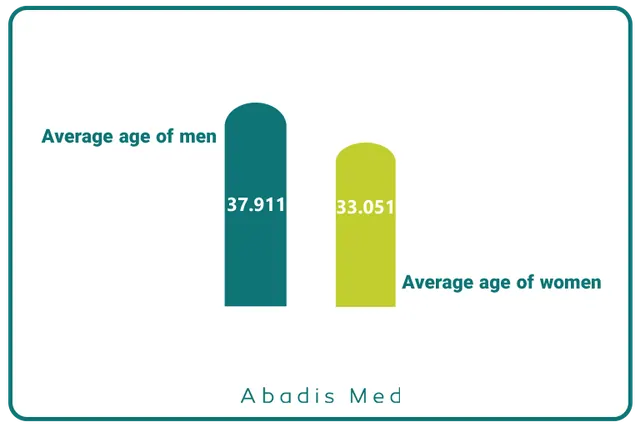 Average age of men
37.911
33.051
Average age of women
Abadis Med